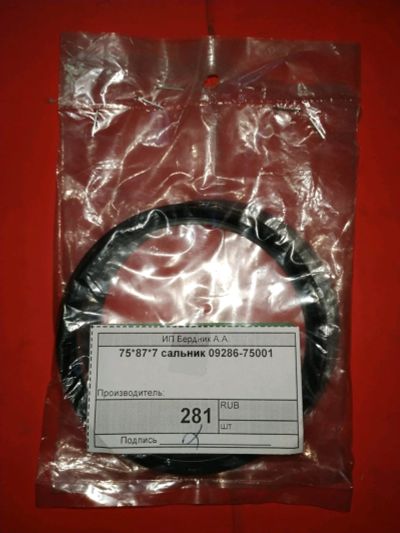 ИП Бердник А.А.
75*87*7 сальник 09286-75001
Производитель:
281
RUB
шт
Подпись